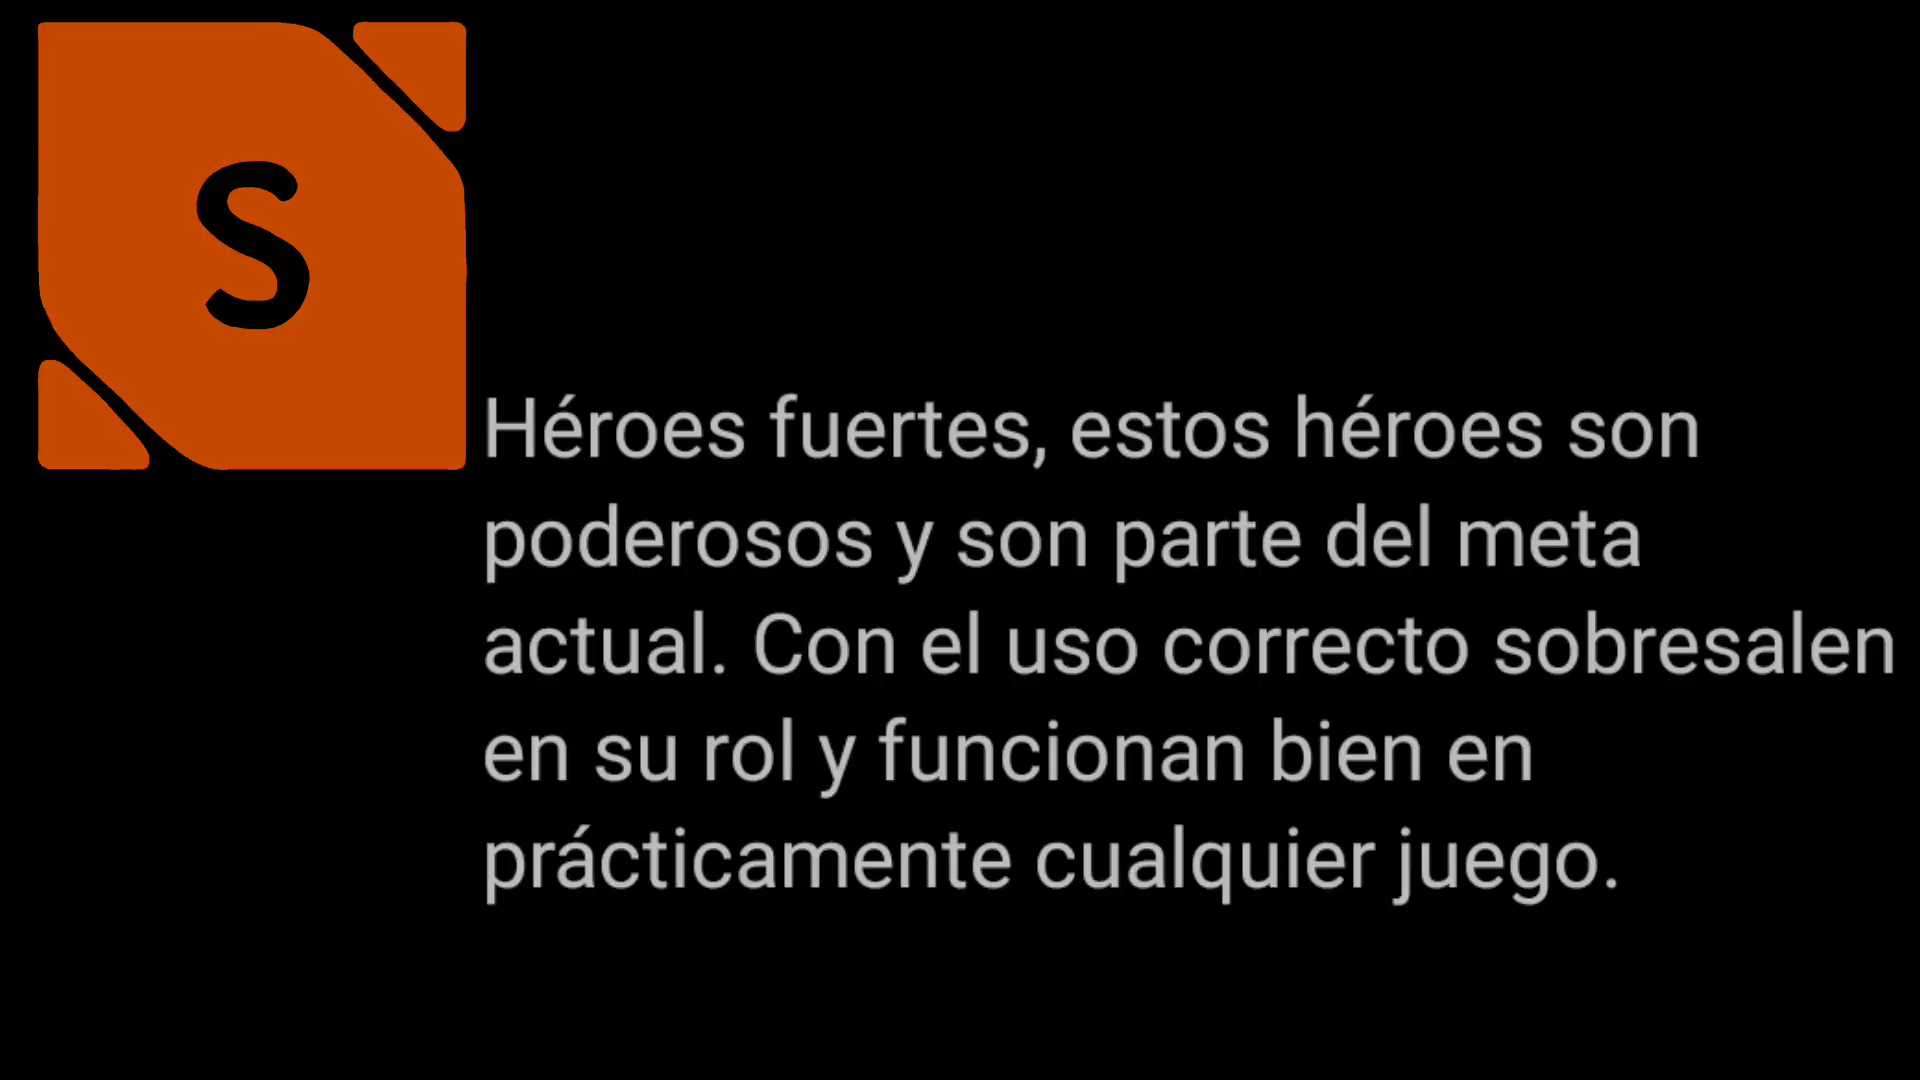 S
Héroes fuertes, estos héroes son
poderosos y son parte del meta
actual. Con el uso correcto sobresalen
en su rol y funcionan bien en
prácticamente cualquier juego.